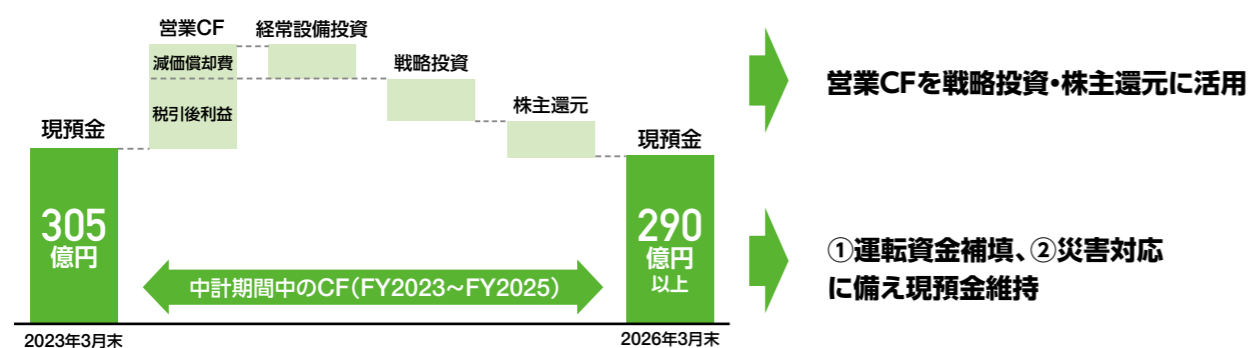 営業CF
経常設備投資
減価償却費
戦略投資
税引後利益
株主還元
現預金
現預金
305
億円
290
億円
以上
中計期間中のCF(FY2023～FY2025)
2023年3月末
2026年3月末
営業CFを戦略投資・株主還元に活用
①運転資金補填、②災害対応
に備え現預金維持